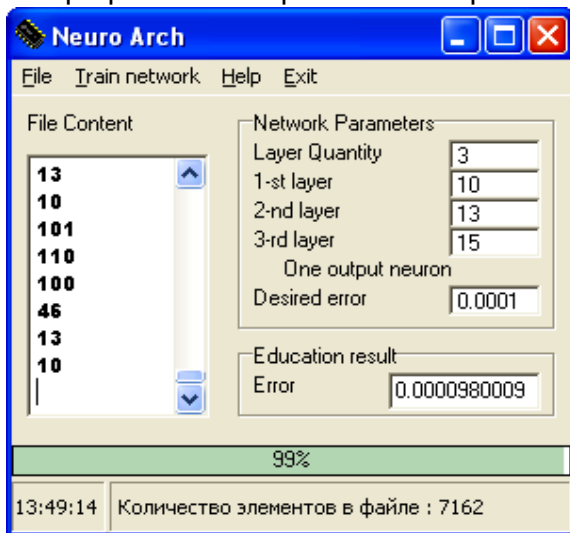 Neuro Arch
File Train network Help Exit
File Content
13
10
101
110
100
46
13
10
Network Parameters
Layer Quantity 3
1-st layer 10
2-nd layer 13
3-rd layer 15
One output neuron
Desired error 0.0001
Education result
Error 0.0000980009
99%
13:49:14 Количество элементов в файле : 7162